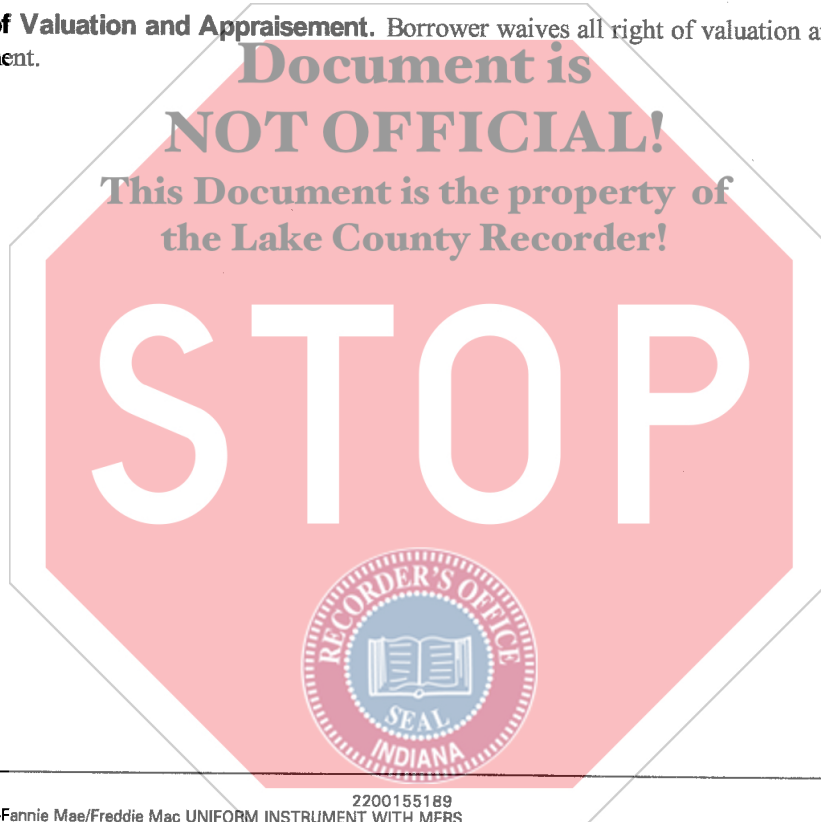 of Valuation and Appraisement. Borrower waives all right of valuation
ent.
Document is
NOT OFFICIAL!
This Document is the property of
the Lake County Recorder!
STOP
RECORDER'S OFFICE
SEAL
INDIANA
2200155189
-Fannie Mae/Freddie Mac UNIFORM INSTRUMENT WITH MERS